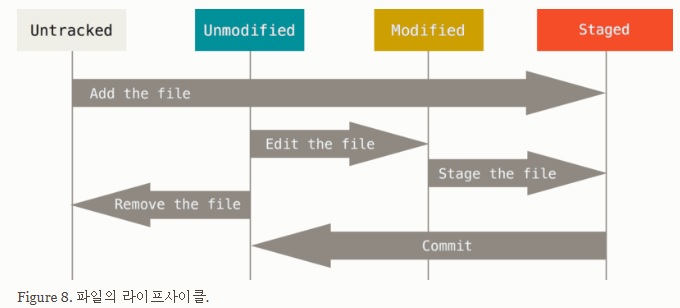 Untracked
Unmodified
Modified
Staged
Add the file
Edit the file
Stage the file
Remove the file
Commit
Figure 8. 파일의 라이프사이클.